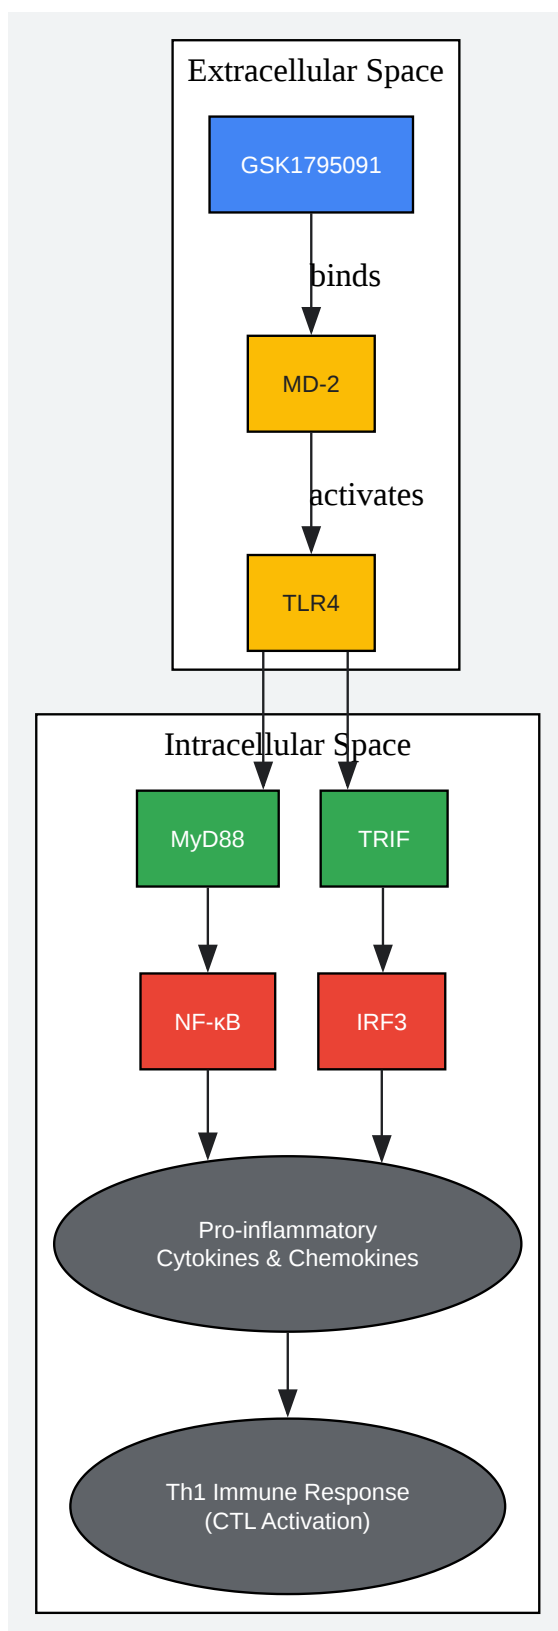 Extracellular Space
GSK1795091
binds
MD-2
activates
TLR4
Intracellular Space
MyD88
TRIF
NF-κB
IRF3
Pro-inflammatory
Cytokines & Chemokines
Th1 Immune Response
(CTL Activation)